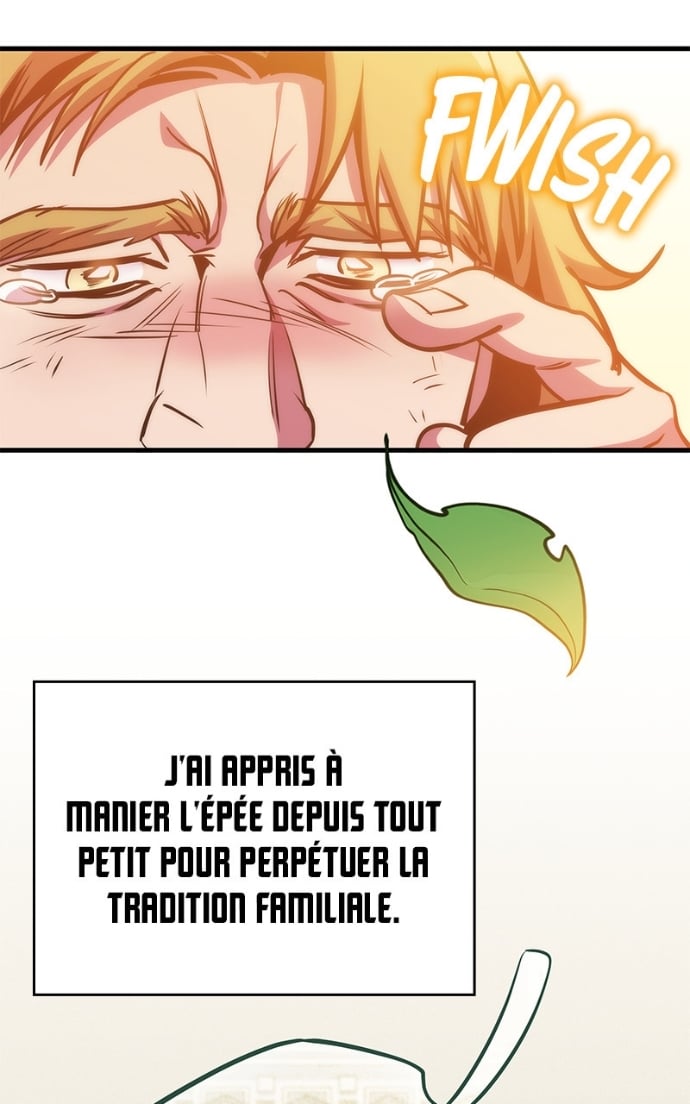 FWISH
J'AI APPRIS À
MANIER L'ÉPÉE DEPUIS TOUT
PETIT POUR PERPÉTUER LA
TRADITION FAMILIALE.